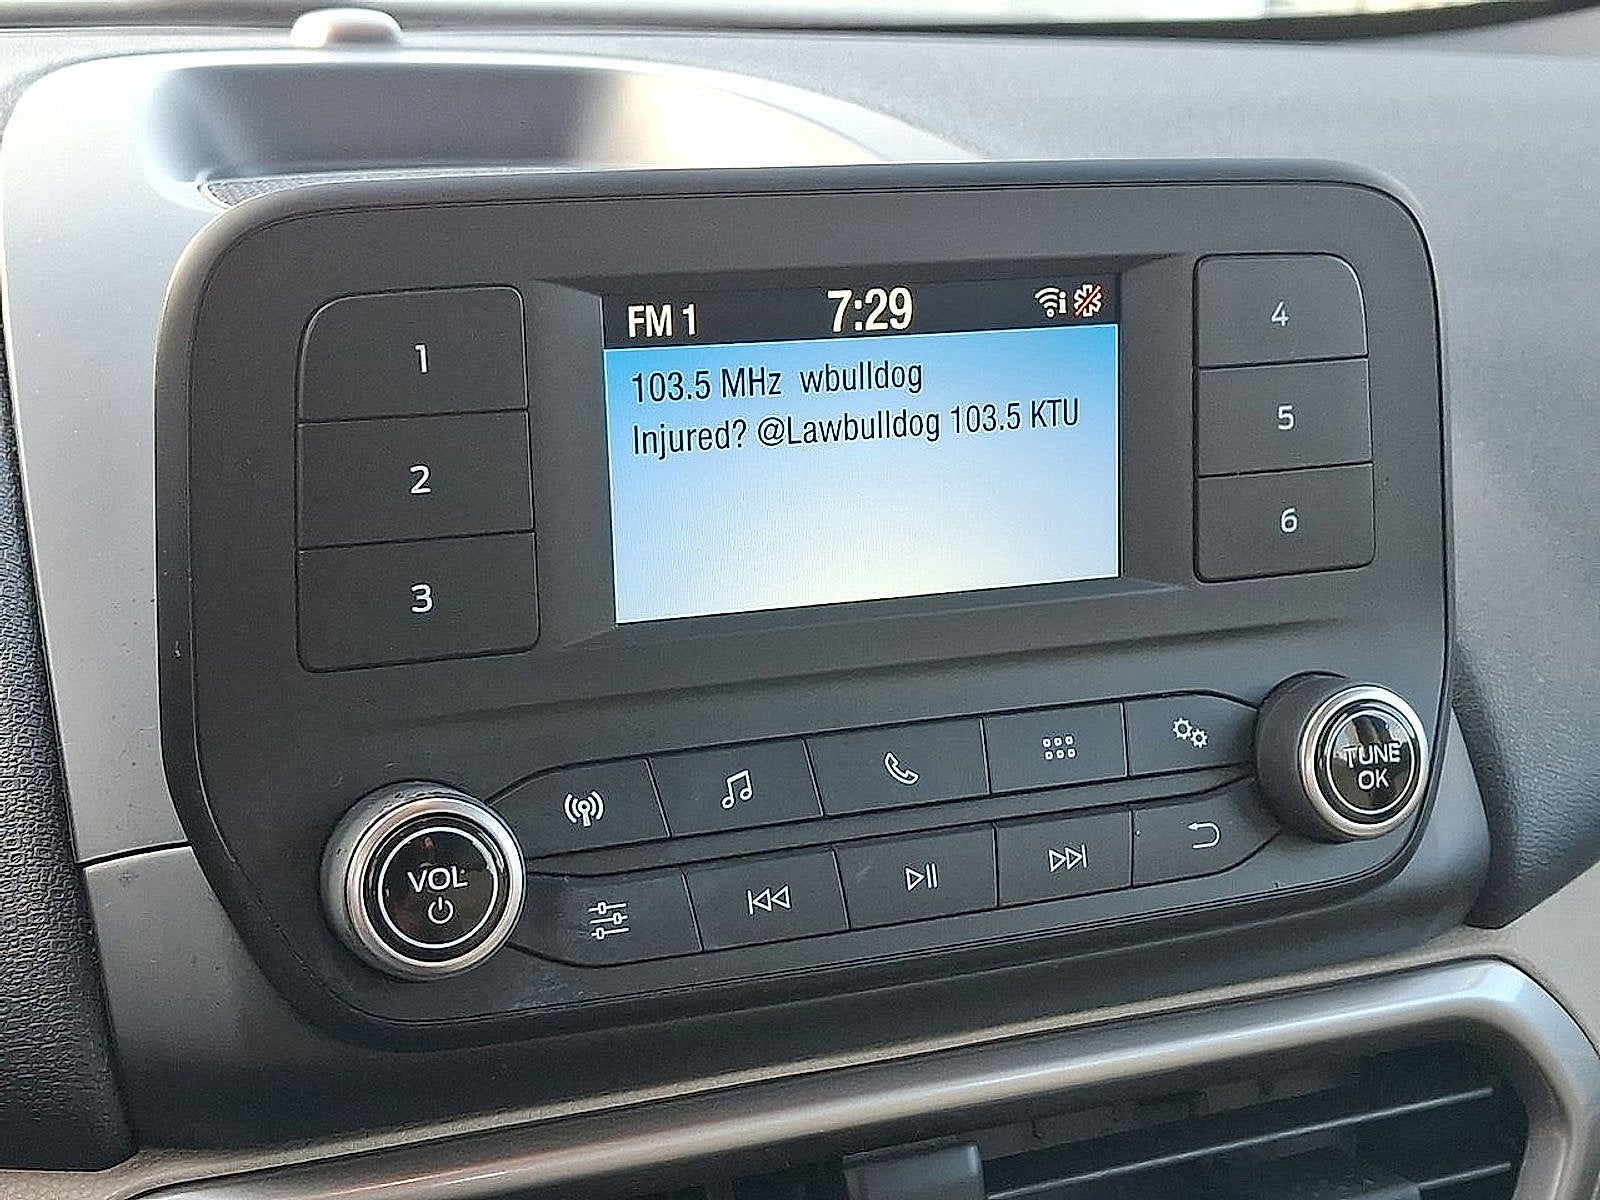 FM 1 7:29
103.5 MHz wbulldog
Injured? @Lawbulldog 103.5 KTU
1
2
3
4
5
6
VOL
TUNE
OK